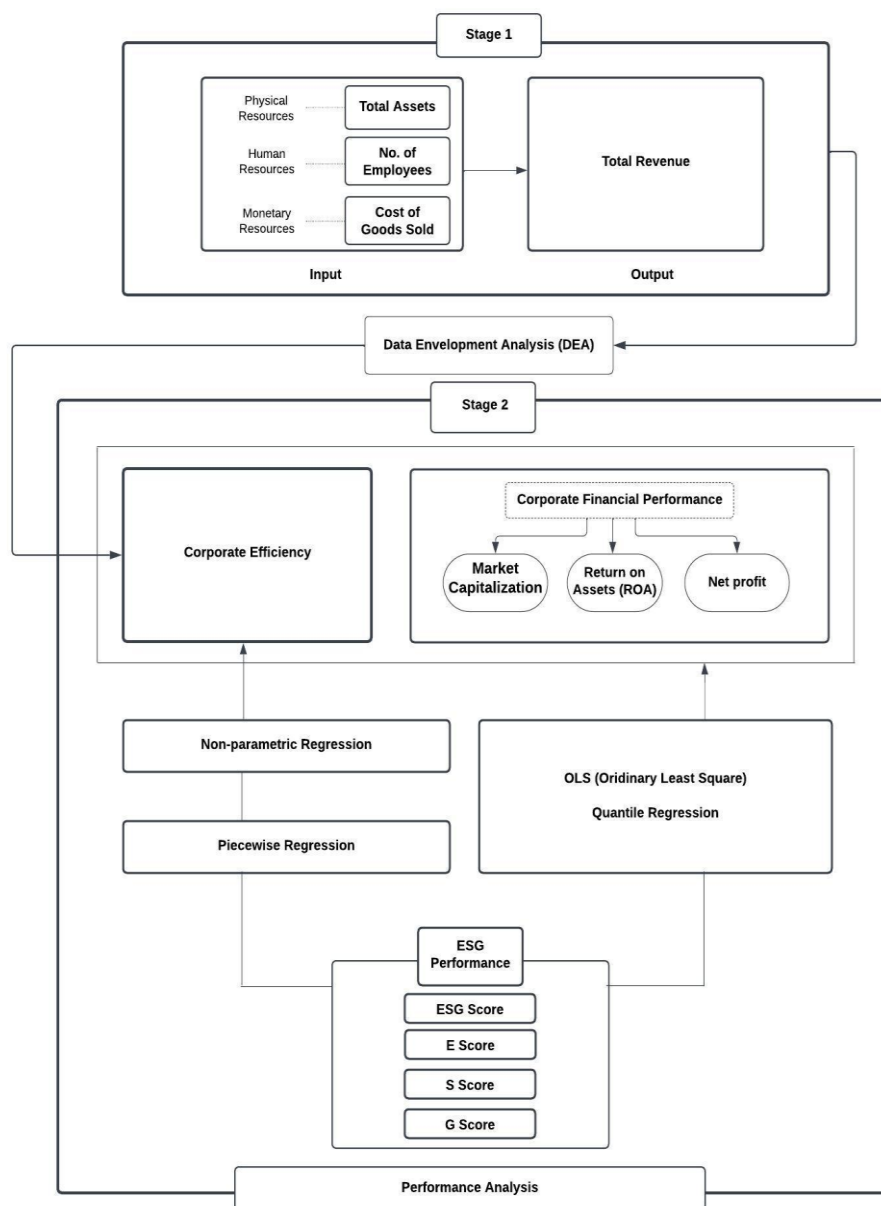 Stage 1
Physical
Resources
Total Assets
Human
Resources
No. of
Employees
Monetary
Resources
Cost of
Goods Sold
Total Revenue
Input
Output
Data Envelopment Analysis (DEA)
Stage 2
Corporate Efficiency
Corporate Financial Performance
Market
Capitalization
Return on
Assets (ROA)
Net profit
Non-parametric Regression
Piecewise Regression
OLS (Oridinary Least Square)
Quantile Regression
ESG
Performance
ESG Score
E Score
S Score
G Score
Performance Analysis